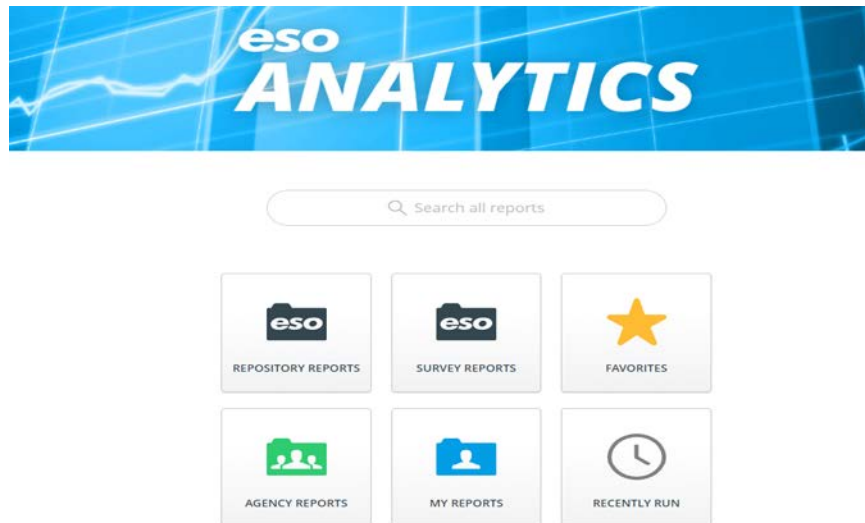 eso
ANALYTICS
Search all reports
eso
eso
REPOSITORY REPORTS
SURVEY REPORTS
FAVORITES
AGENCY REPORTS
MY REPORTS
RECENTLY RUN